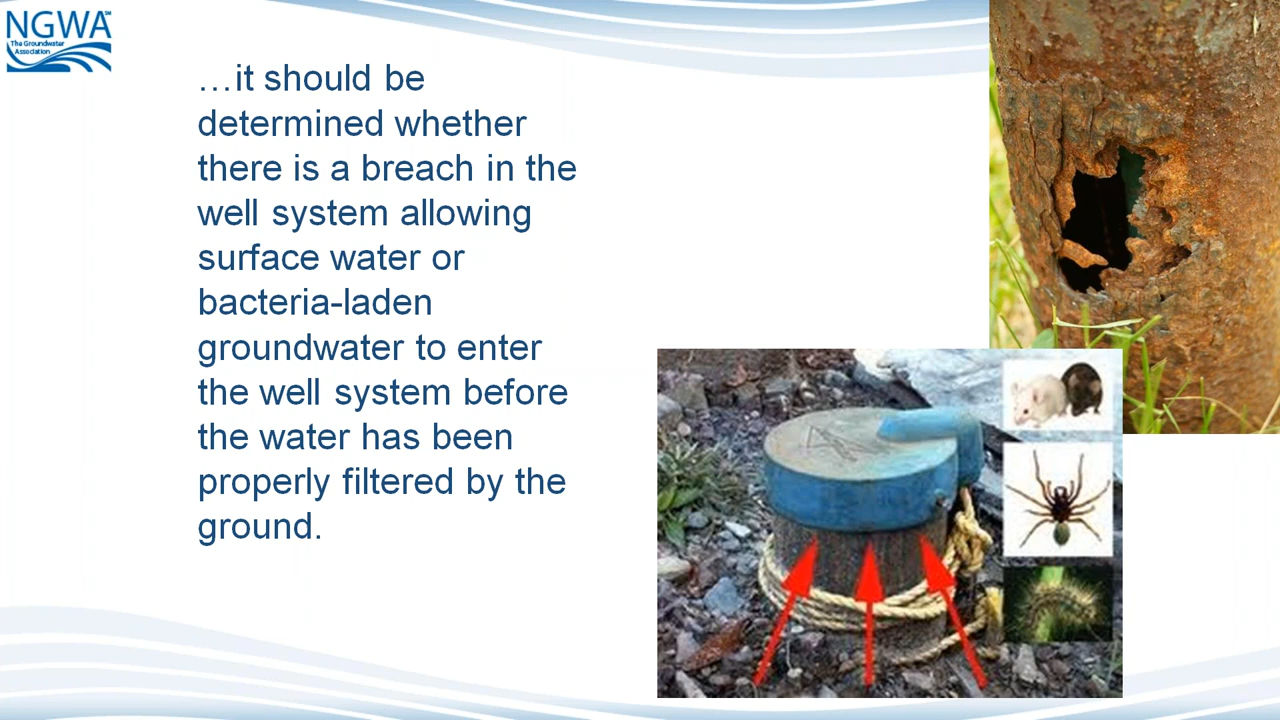 NGWA
The Groundwater
Association
…it should be
determined whether
there is a breach in the
well system allowing
surface water or
bacteria-laden
groundwater to enter
the well system before
the water has been
properly filtered by the
ground.